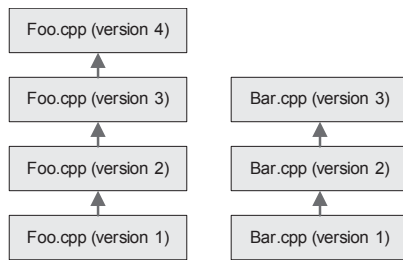 Foo.cpp (version 4)
Foo.cpp (version 3)
Bar.cpp (version 3)
Foo.cpp (version 2)
Bar.cpp (version 2)
Foo.cpp (version 1)
Bar.cpp (version 1)